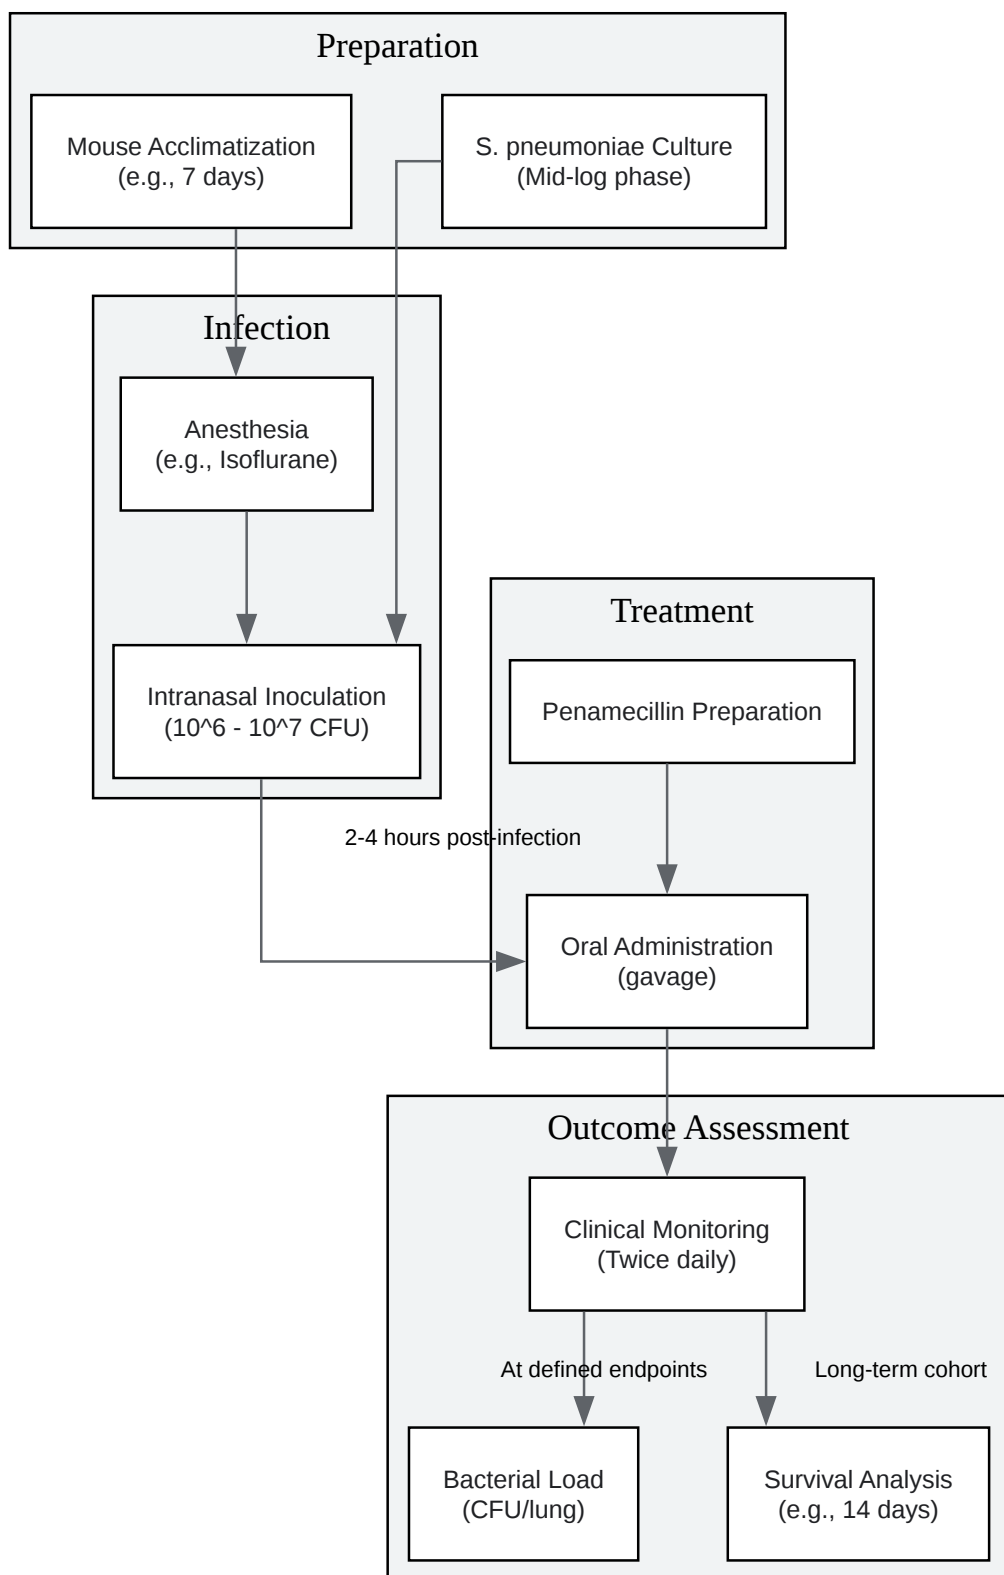 Preparation
Mouse Acclimatization
(e.g., 7 days)
S. pneumoniae Culture
(Mid-log phase)
Infection
Anesthesia
(e.g., Isoflurane)
Intranasal Inoculation
(10^6 - 10^7 CFU)
Treatment
Penamecillin Preparation
2-4 hours post-infection
Oral Administration
(gavage)
Outcome Assessment
Clinical Monitoring
(Twice daily)
At defined endpoints
Long-term cohort
Bacterial Load
(CFU/lung)
Survival Analysis
(e.g., 14 days)